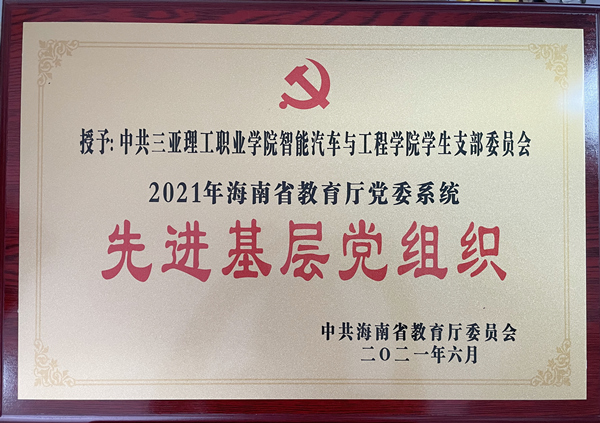 授予:中共三亚理工职业学院智能汽车与工程学院学生支部委员会
2021年海南省教育厅党委系统
先进基层党组织
中共海南省教育厅委员会
二〇二一年六月